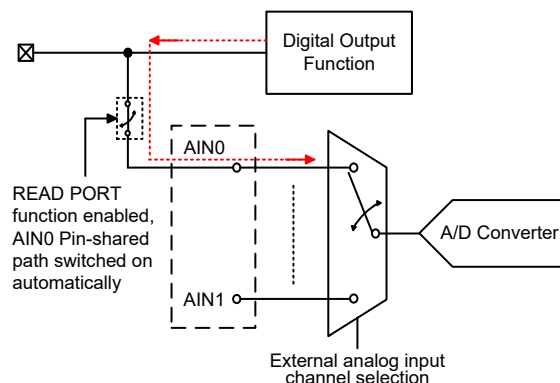 Digital Output
Function
AIN0
READ PORT
function enabled,
AIN0 Pin-shared
path switched on
automatically
A/D Converter
AIN1
External analog input
channel selection